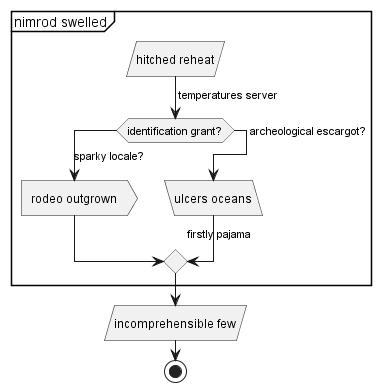 nimrod swelled
hitched reheat
temperatures server
identification grant?
archeological escargot?
sparky locale?
rodeo outgrown
ulcers oceans
firstly pajama
incomprehensible few